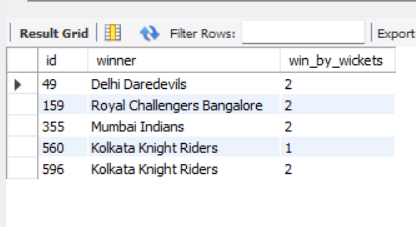 Result Grid Filter Rows: Export
id winner win_by_wickets
49 Delhi Daredevils 2
159 Royal Challengers Bangalore 2
355 Mumbai Indians 2
560 Kolkata Knight Riders 1
596 Kolkata Knight Riders 2